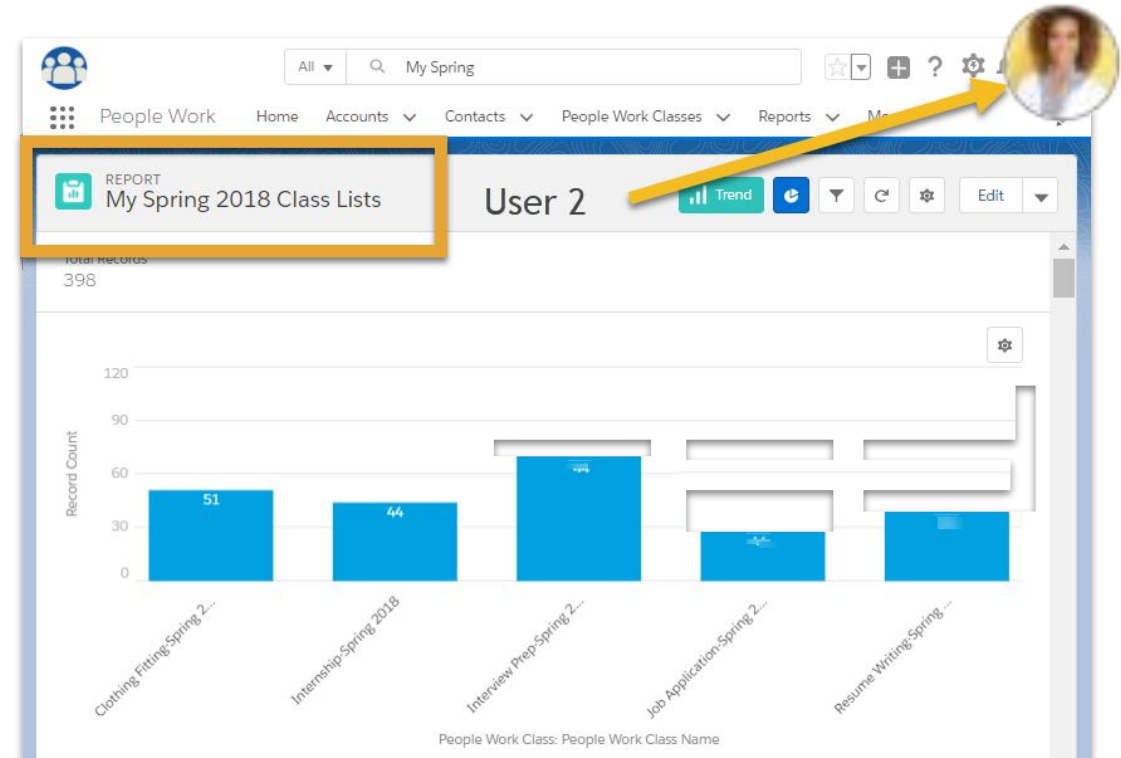 All
My Spring
People Work
Home
Accounts
Contacts
People Work Classes
Reports
REPORT
My Spring 2018 Class Lists
User 2
Trend
Edit
Total Records
398
120
90
60
30
0
Record Count
51
44
Clothing Fitting-Spring 2...
Internship-Spring 2018
Interview Prep-Spring 2...
Job Application-Spring 2...
Resume Writing-Spring ...
People Work Class: People Work Class Name